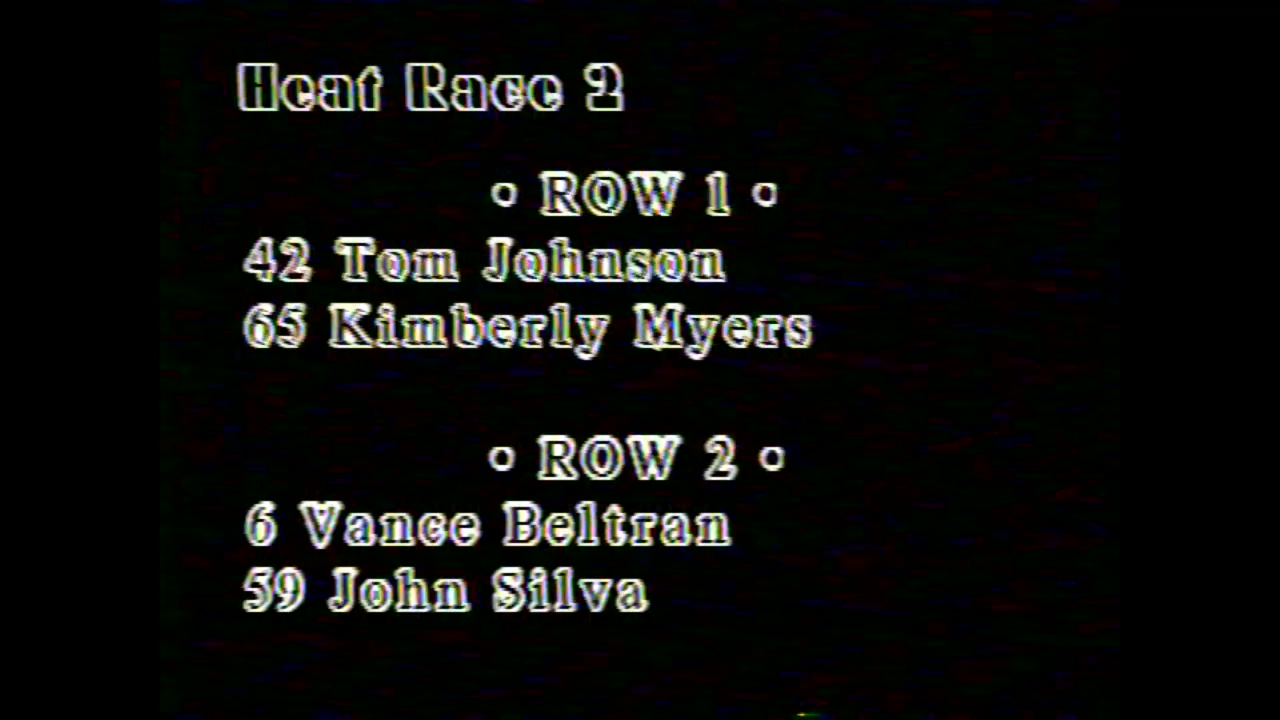 Heat Race 2
• ROW 1 •
42 Tom Johnson
65 Kimberly Myers
• ROW 2 •
6 Vance Beltran
59 John Silva